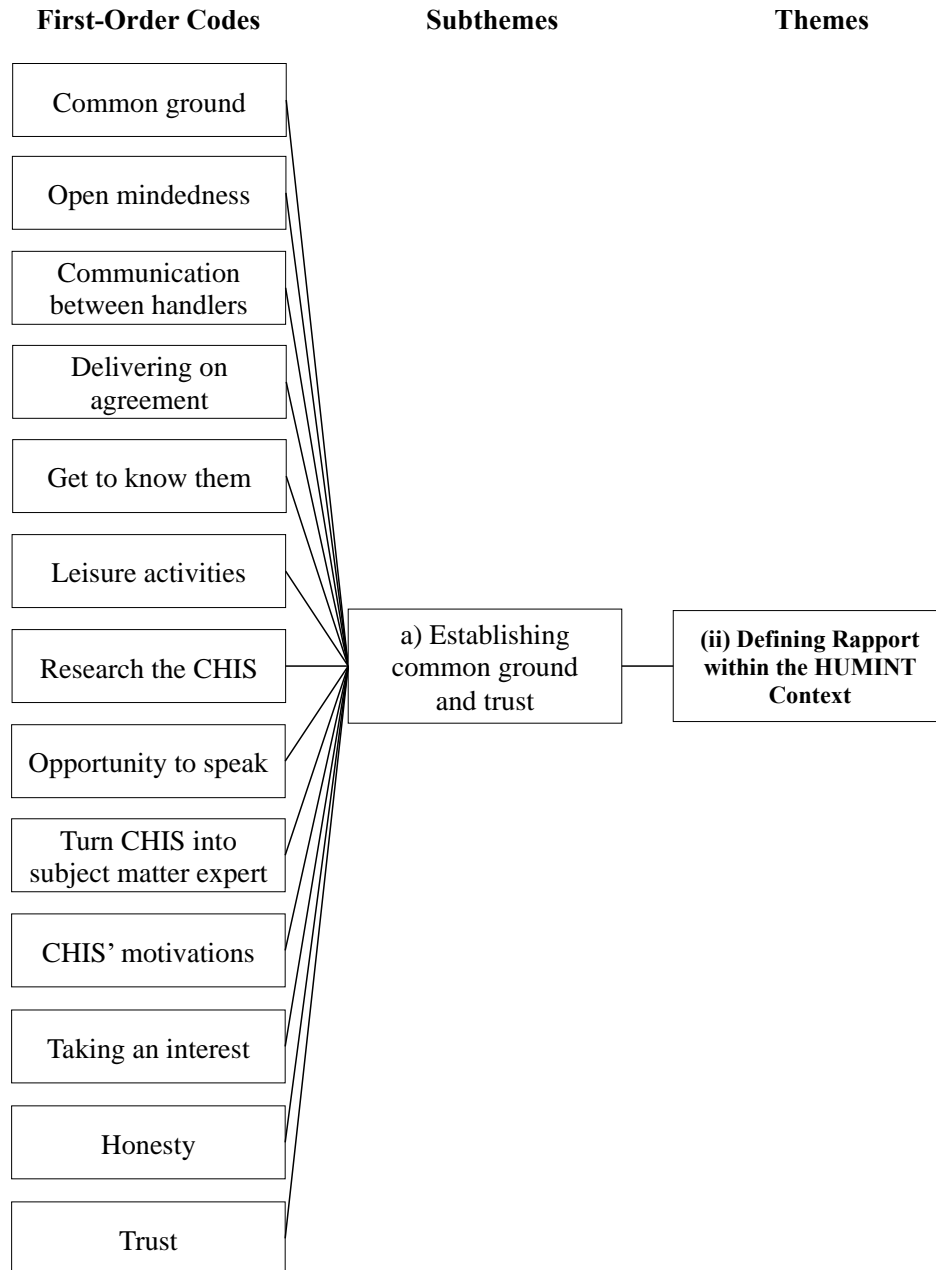 First-Order Codes
Subthemes
Themes
Common ground
Open mindedness
Communication
between handlers
Delivering on
agreement
Get to know them
Leisure activities
Research the CHIS
Opportunity to speak
Turn CHIS into
subject matter expert
CHIS’ motivations
Taking an interest
Honesty
Trust
a) Establishing
common ground
and trust
(ii) Defining Rapport
within the HUMINT
Context